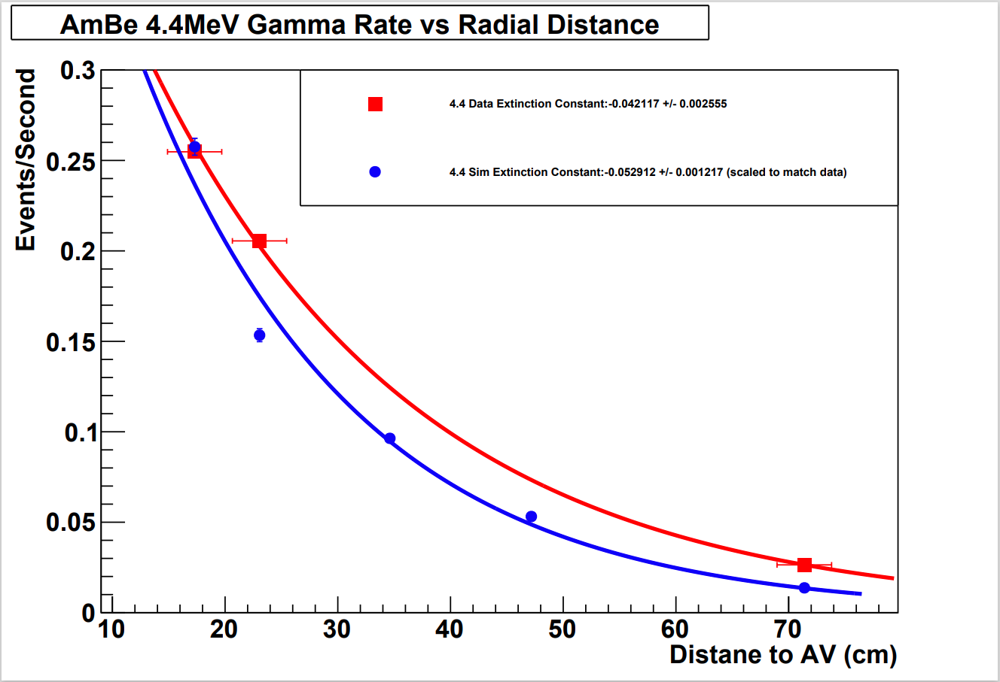 AmBe 4.4MeV Gamma Rate vs Radial Distance
Events/Second
0.3
0.25
0.2
0.15
0.1
0.05
0
4.4 Data Extinction Constant:-0.042117 +/- 0.002555
4.4 Sim Extinction Constant:-0.052912 +/- 0.001217 (scaled to match data)
10 20 30 40 50 60 70
Distane to AV (cm)